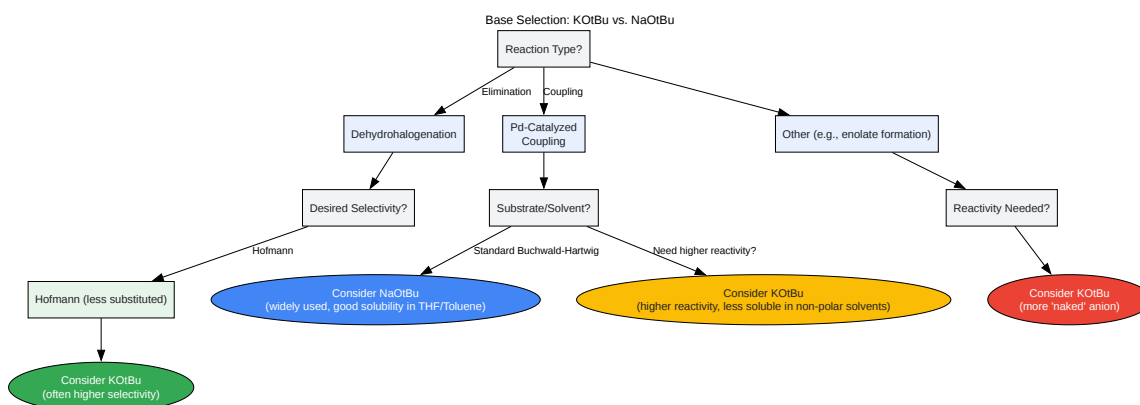 Base Selection: KOtBu vs. NaOtBu
Reaction Type?
Elimination
Coupling
Dehydrohalogenation
Pd-Catalyzed
Coupling
Other (e.g., enolate formation)
Desired Selectivity?
Substrate/Solvent?
Reactivity Needed?
Hofmann
Standard Buchwald-Hartwig
Need higher reactivity?
Hofmann (less substituted)
Consider NaOtBu
(widely used, good solubility in THF/Toluene)
Consider KOtBu
(higher reactivity, less soluble in non-polar solvents)
Consider KOtBu
(more 'naked' anion)
Consider KOtBu
(often higher selectivity)